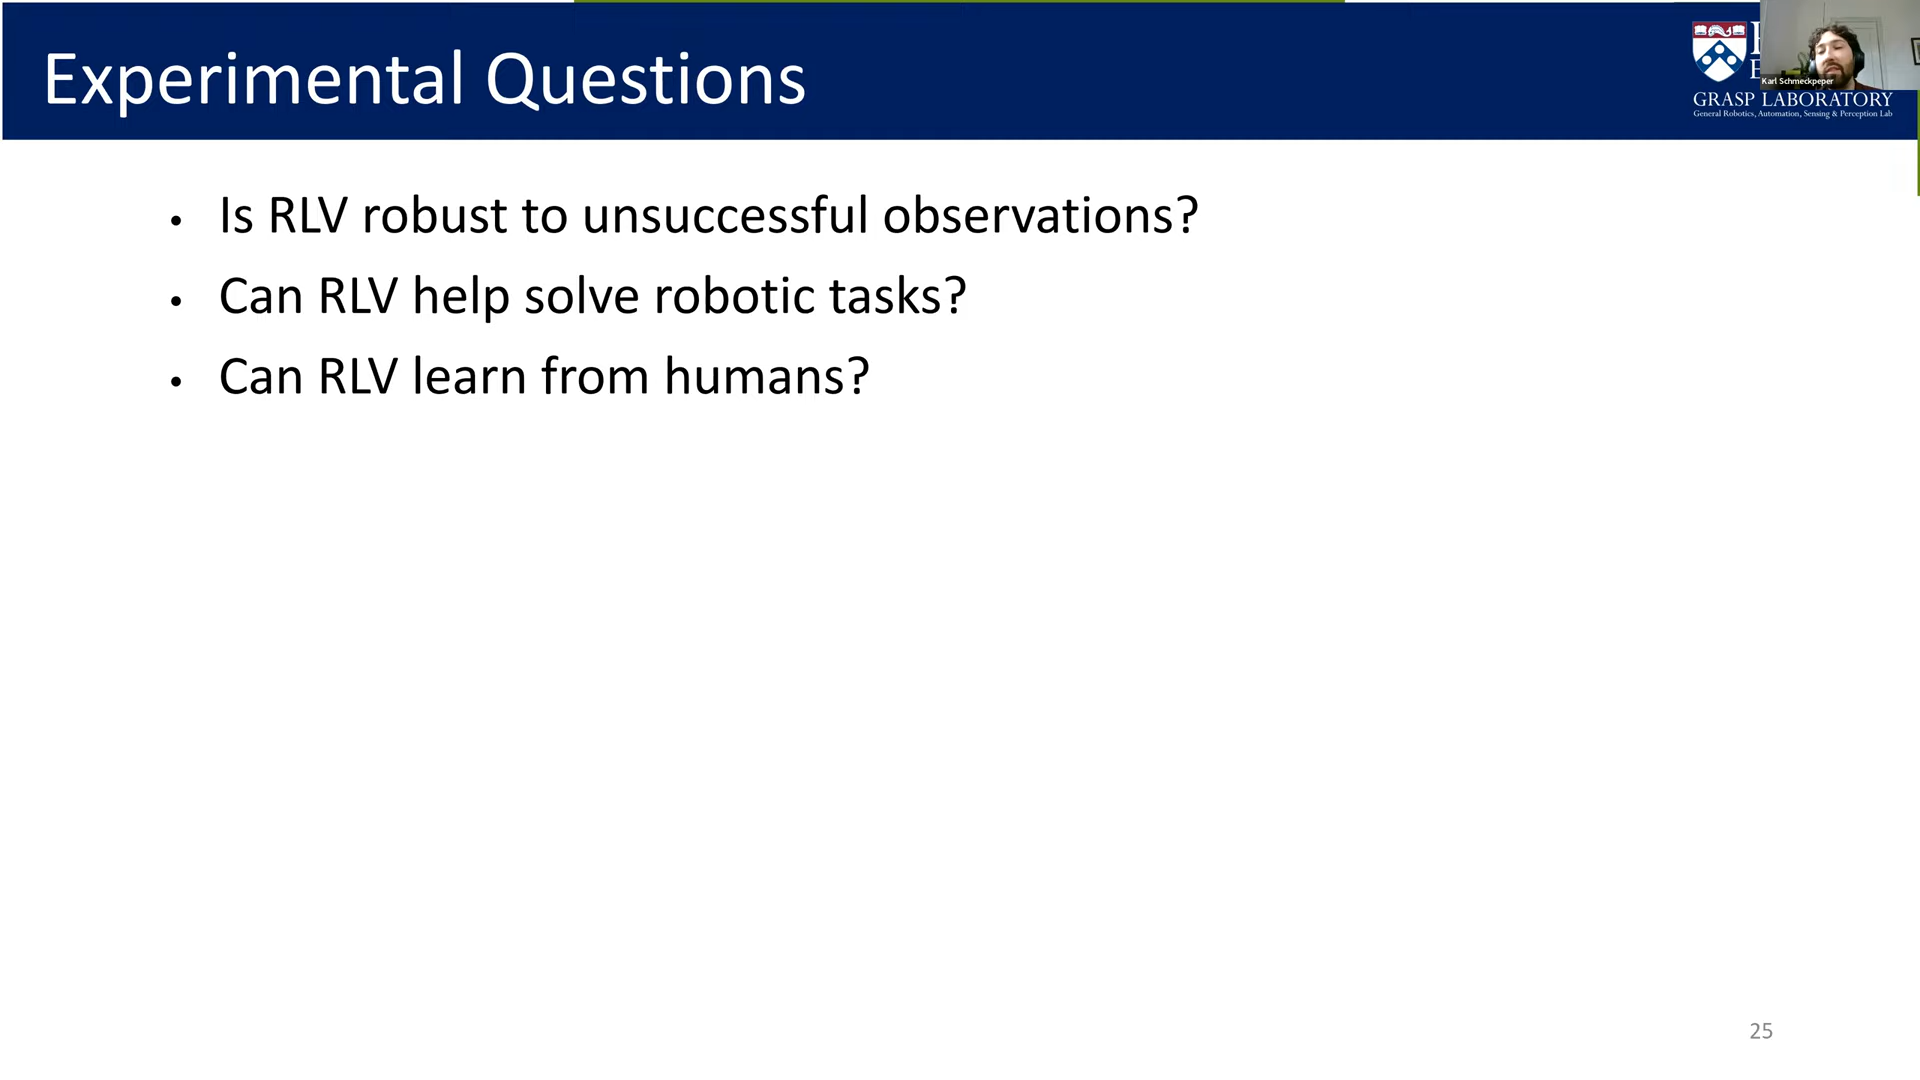 Experimental Questions
Karl Schmeckpeper
GRASP LABORATORY
General Robotics, Automation, Sensing & Perception Lab
• Is RLV robust to unsuccessful observations?
• Can RLV help solve robotic tasks?
• Can RLV learn from humans?
25